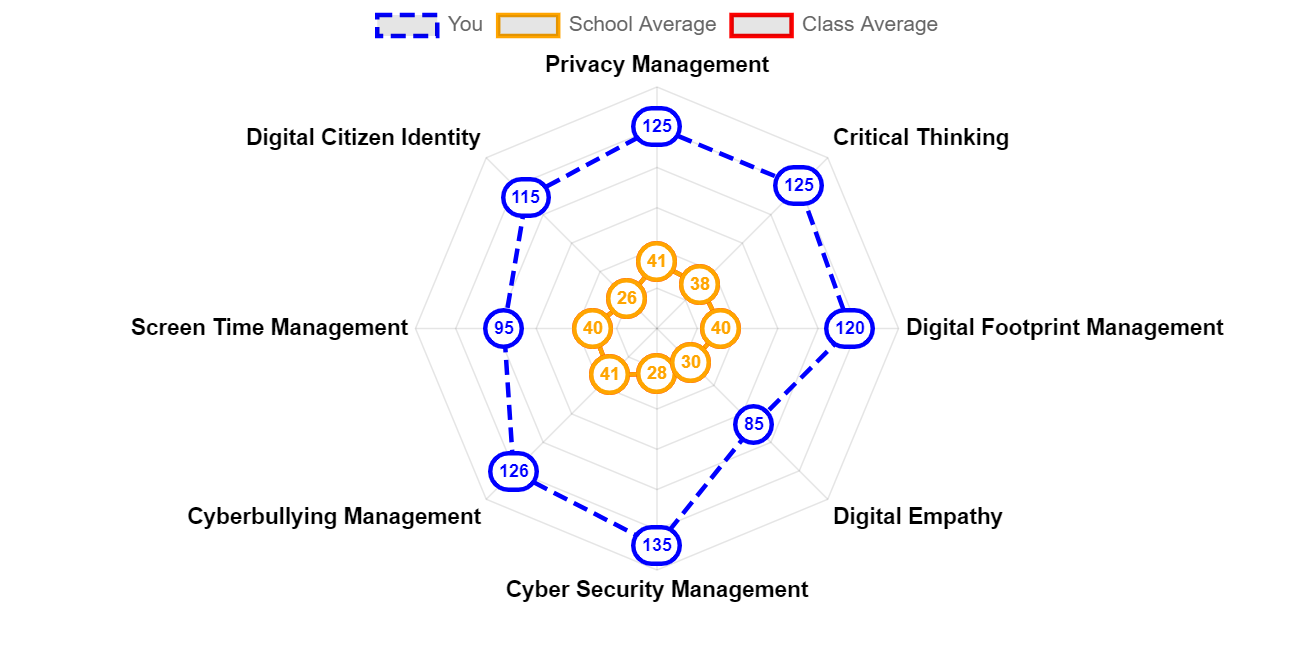 You School Average Class Average
Privacy Management
Digital Citizen Identity Critical Thinking
125
125
115
41
38
26
Screen Time Management 95 40 40 120 Digital Footprint Management
41 28 30
85
126
Cyberbullying Management Digital Empathy
135
Cyber Security Management